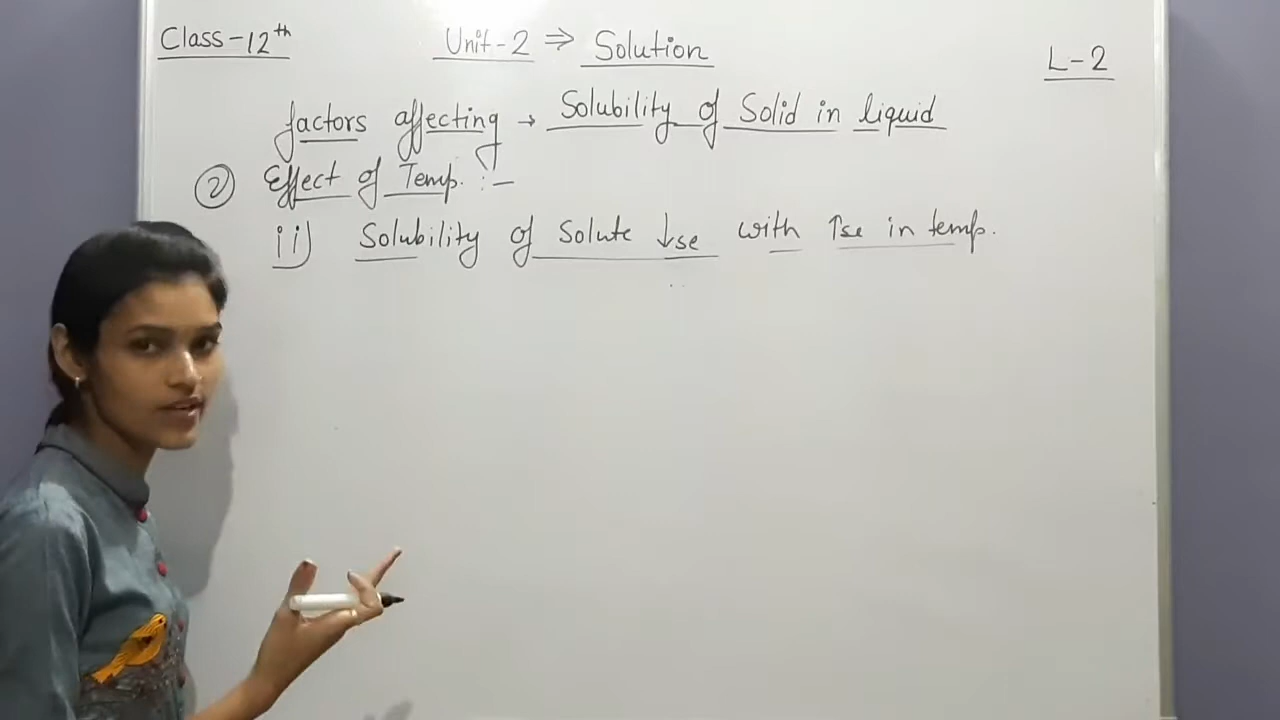 Class-12th Unit-2 ⇒ Solution L-2
factors affecting → Solubility of Solid in liquid
② Effect of Temp. :-
ii) Solubility of Solute ↓se with ↑se in temp.